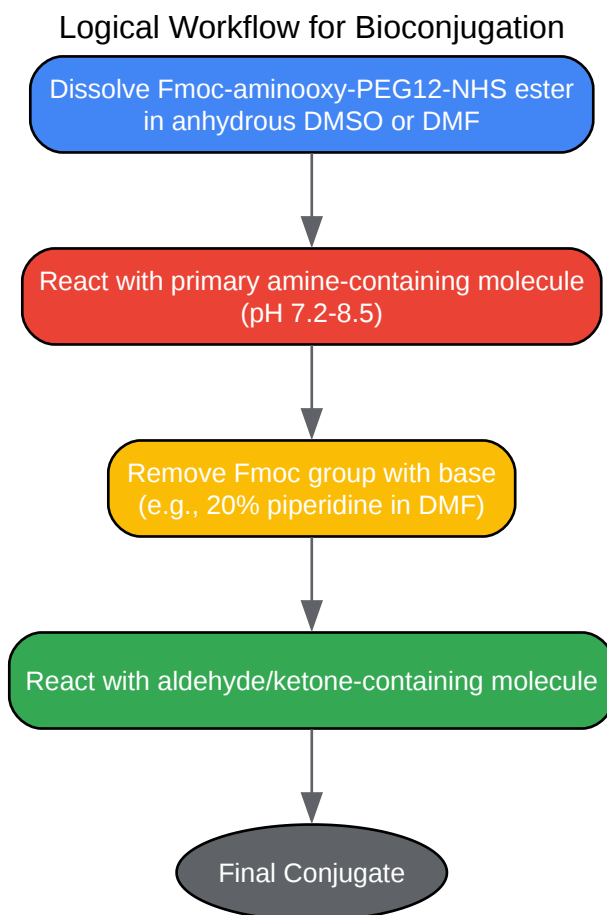 Logical Workflow for Bioconjugation
Dissolve Fmoc-aminooxy-PEG12-NHS ester
in anhydrous DMSO or DMF
React with primary amine-containing molecule
(pH 7.2-8.5)
Remove Fmoc group with base
(e.g., 20% piperidine in DMF)
React with aldehyde/ketone-containing molecule
Final Conjugate